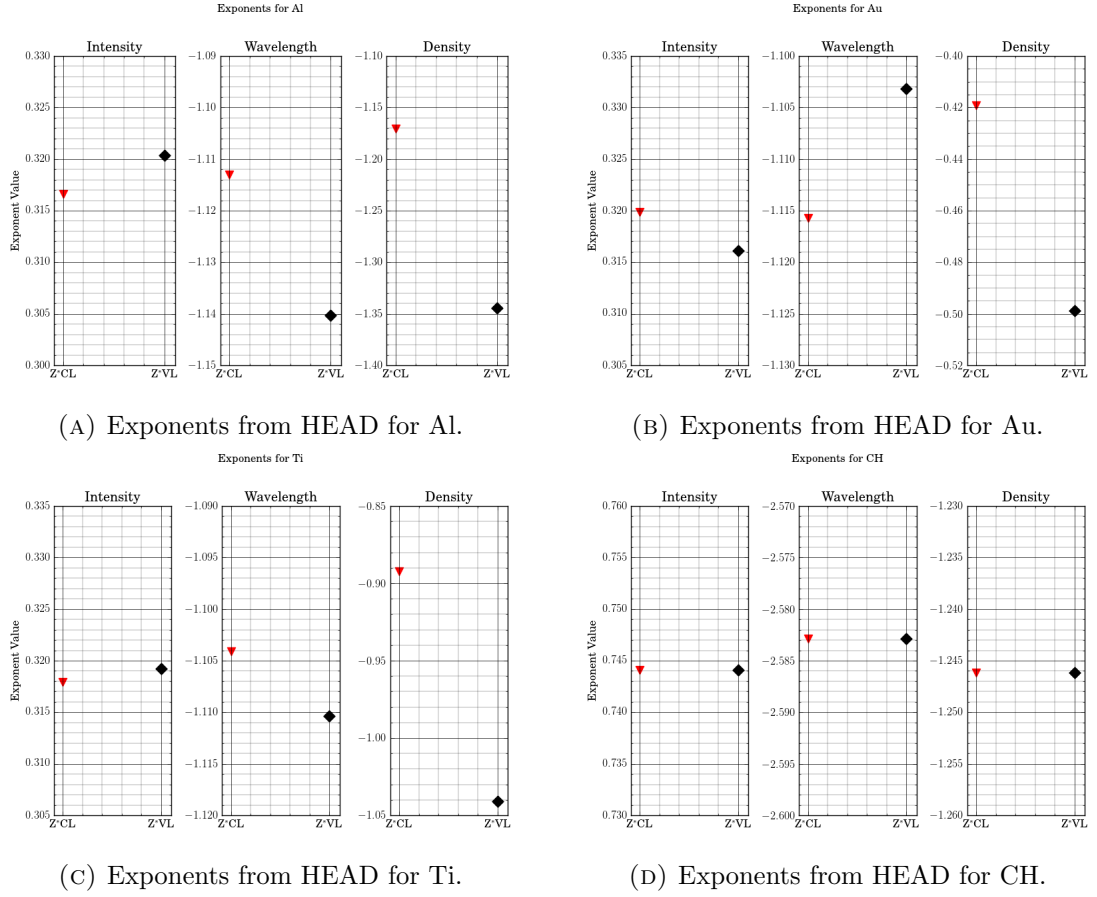 Exponents for Al
Intensity Wavelength Density
Exponent Value
0.330 0.325 0.320 0.315 0.310 0.305 0.300
−1.09 −1.10 −1.11 −1.12 −1.13 −1.14 −1.15
−1.10 −1.15 −1.20 −1.25 −1.30 −1.35 −1.40
Z*CL Z*VL Z*CL Z*VL Z*CL Z*VL
(A) Exponents from HEAD for Al.
Exponents for Au
Intensity Wavelength Density
Exponent Value
0.335 0.330 0.325 0.320 0.315 0.310 0.305
−1.100 −1.105 −1.110 −1.115 −1.120 −1.125 −1.130
−0.40 −0.42 −0.44 −0.46 −0.48 −0.50 −0.52
Z*CL Z*VL Z*CL Z*VL Z*CL Z*VL
(B) Exponents from HEAD for Au.
Exponents for Ti
Intensity Wavelength Density
Exponent Value
0.335 0.330 0.325 0.320 0.315 0.310 0.305
−1.090 −1.095 −1.100 −1.105 −1.110 −1.115 −1.120
−0.85 −0.90 −0.95 −1.00 −1.05
Z*CL Z*VL Z*CL Z*VL Z*CL Z*VL
(C) Exponents from HEAD for Ti.
Exponents for CH
Intensity Wavelength Density
Exponent Value
0.760 0.755 0.750 0.745 0.740 0.735 0.730
−2.570 −2.575 −2.580 −2.585 −2.590 −2.595 −2.600
−1.230 −1.235 −1.240 −1.245 −1.250 −1.255 −1.260
Z*CL Z*VL Z*CL Z*VL Z*CL Z*VL
(D) Exponents from HEAD for CH.